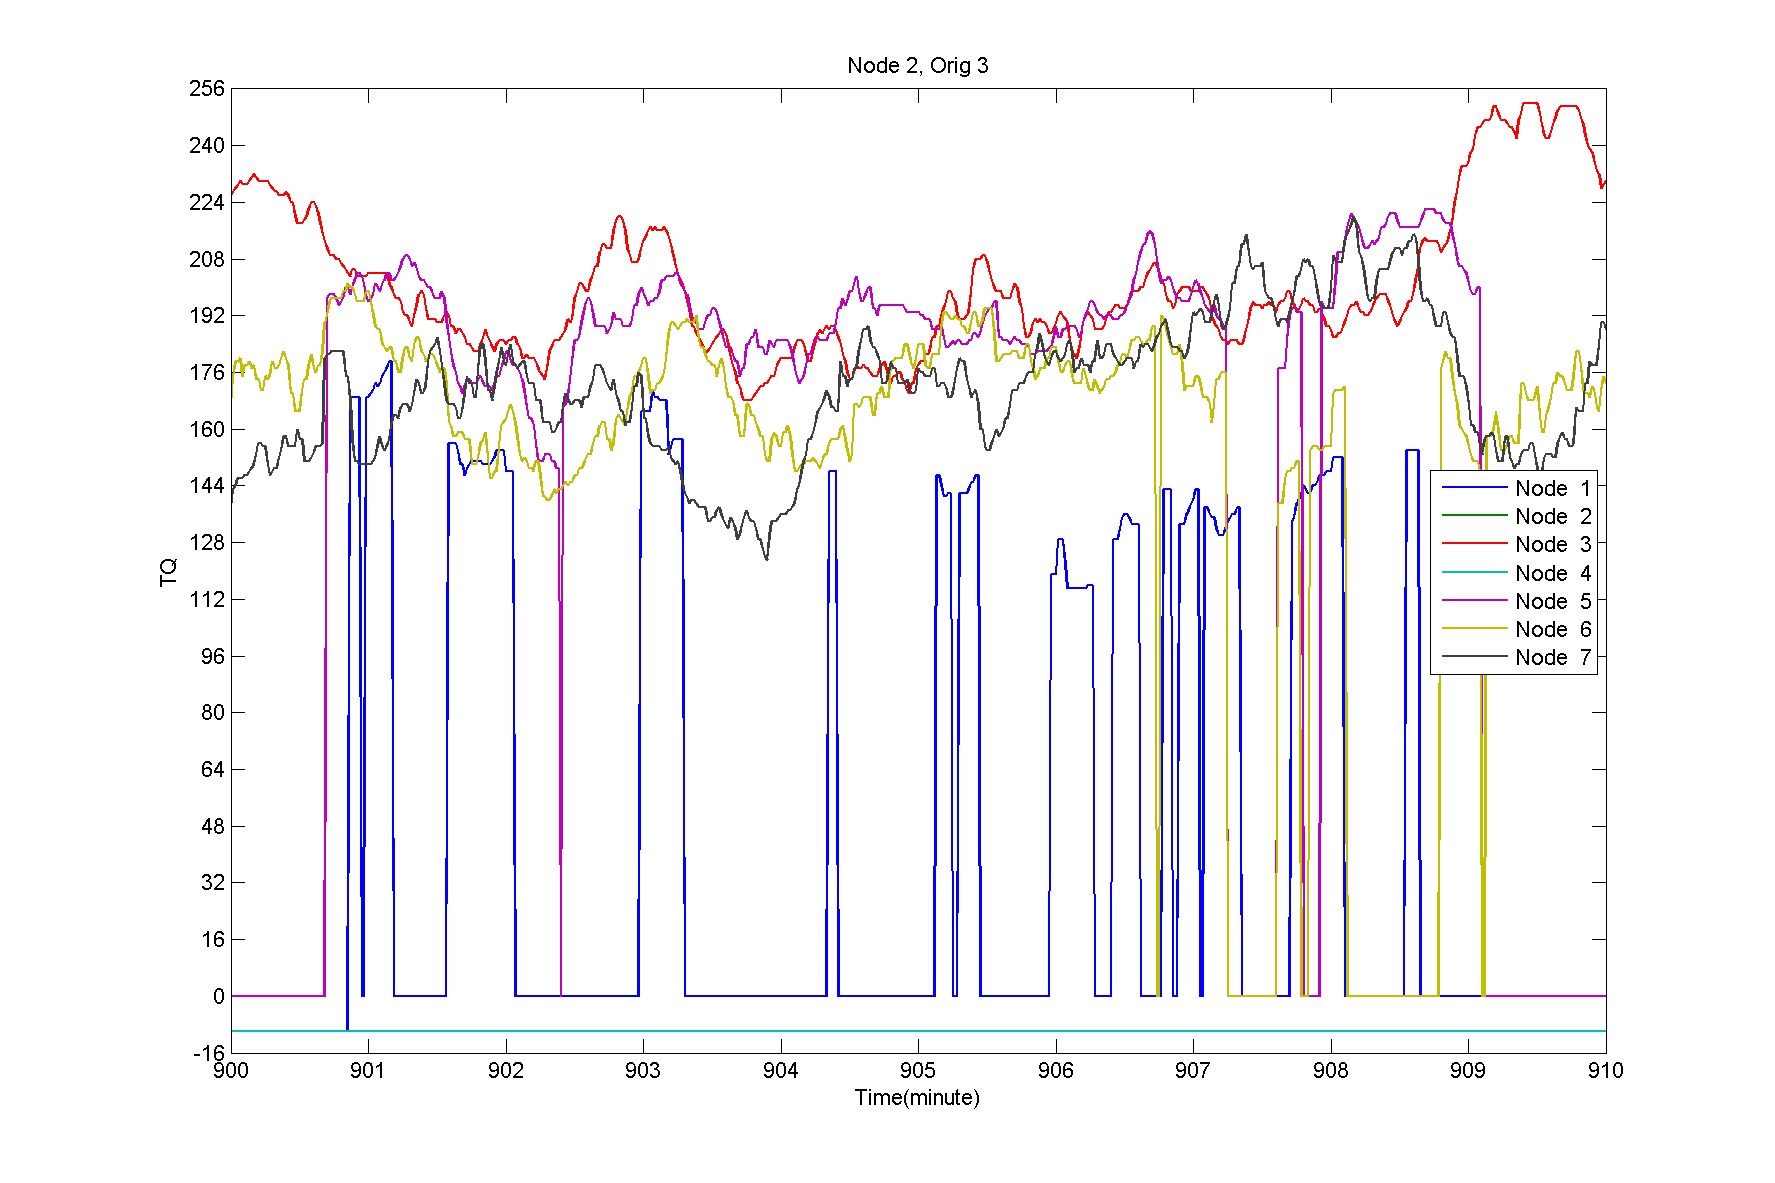 Node 2, Orig 3
256
240
224
208
192
176
160
144
128
112
96
80
64
48
32
16
0
-16
TQ
900 901 902 903 904 905 906 907 908 909 910
Time(minute)
Node 1
Node 2
Node 3
Node 4
Node 5
Node 6
Node 7